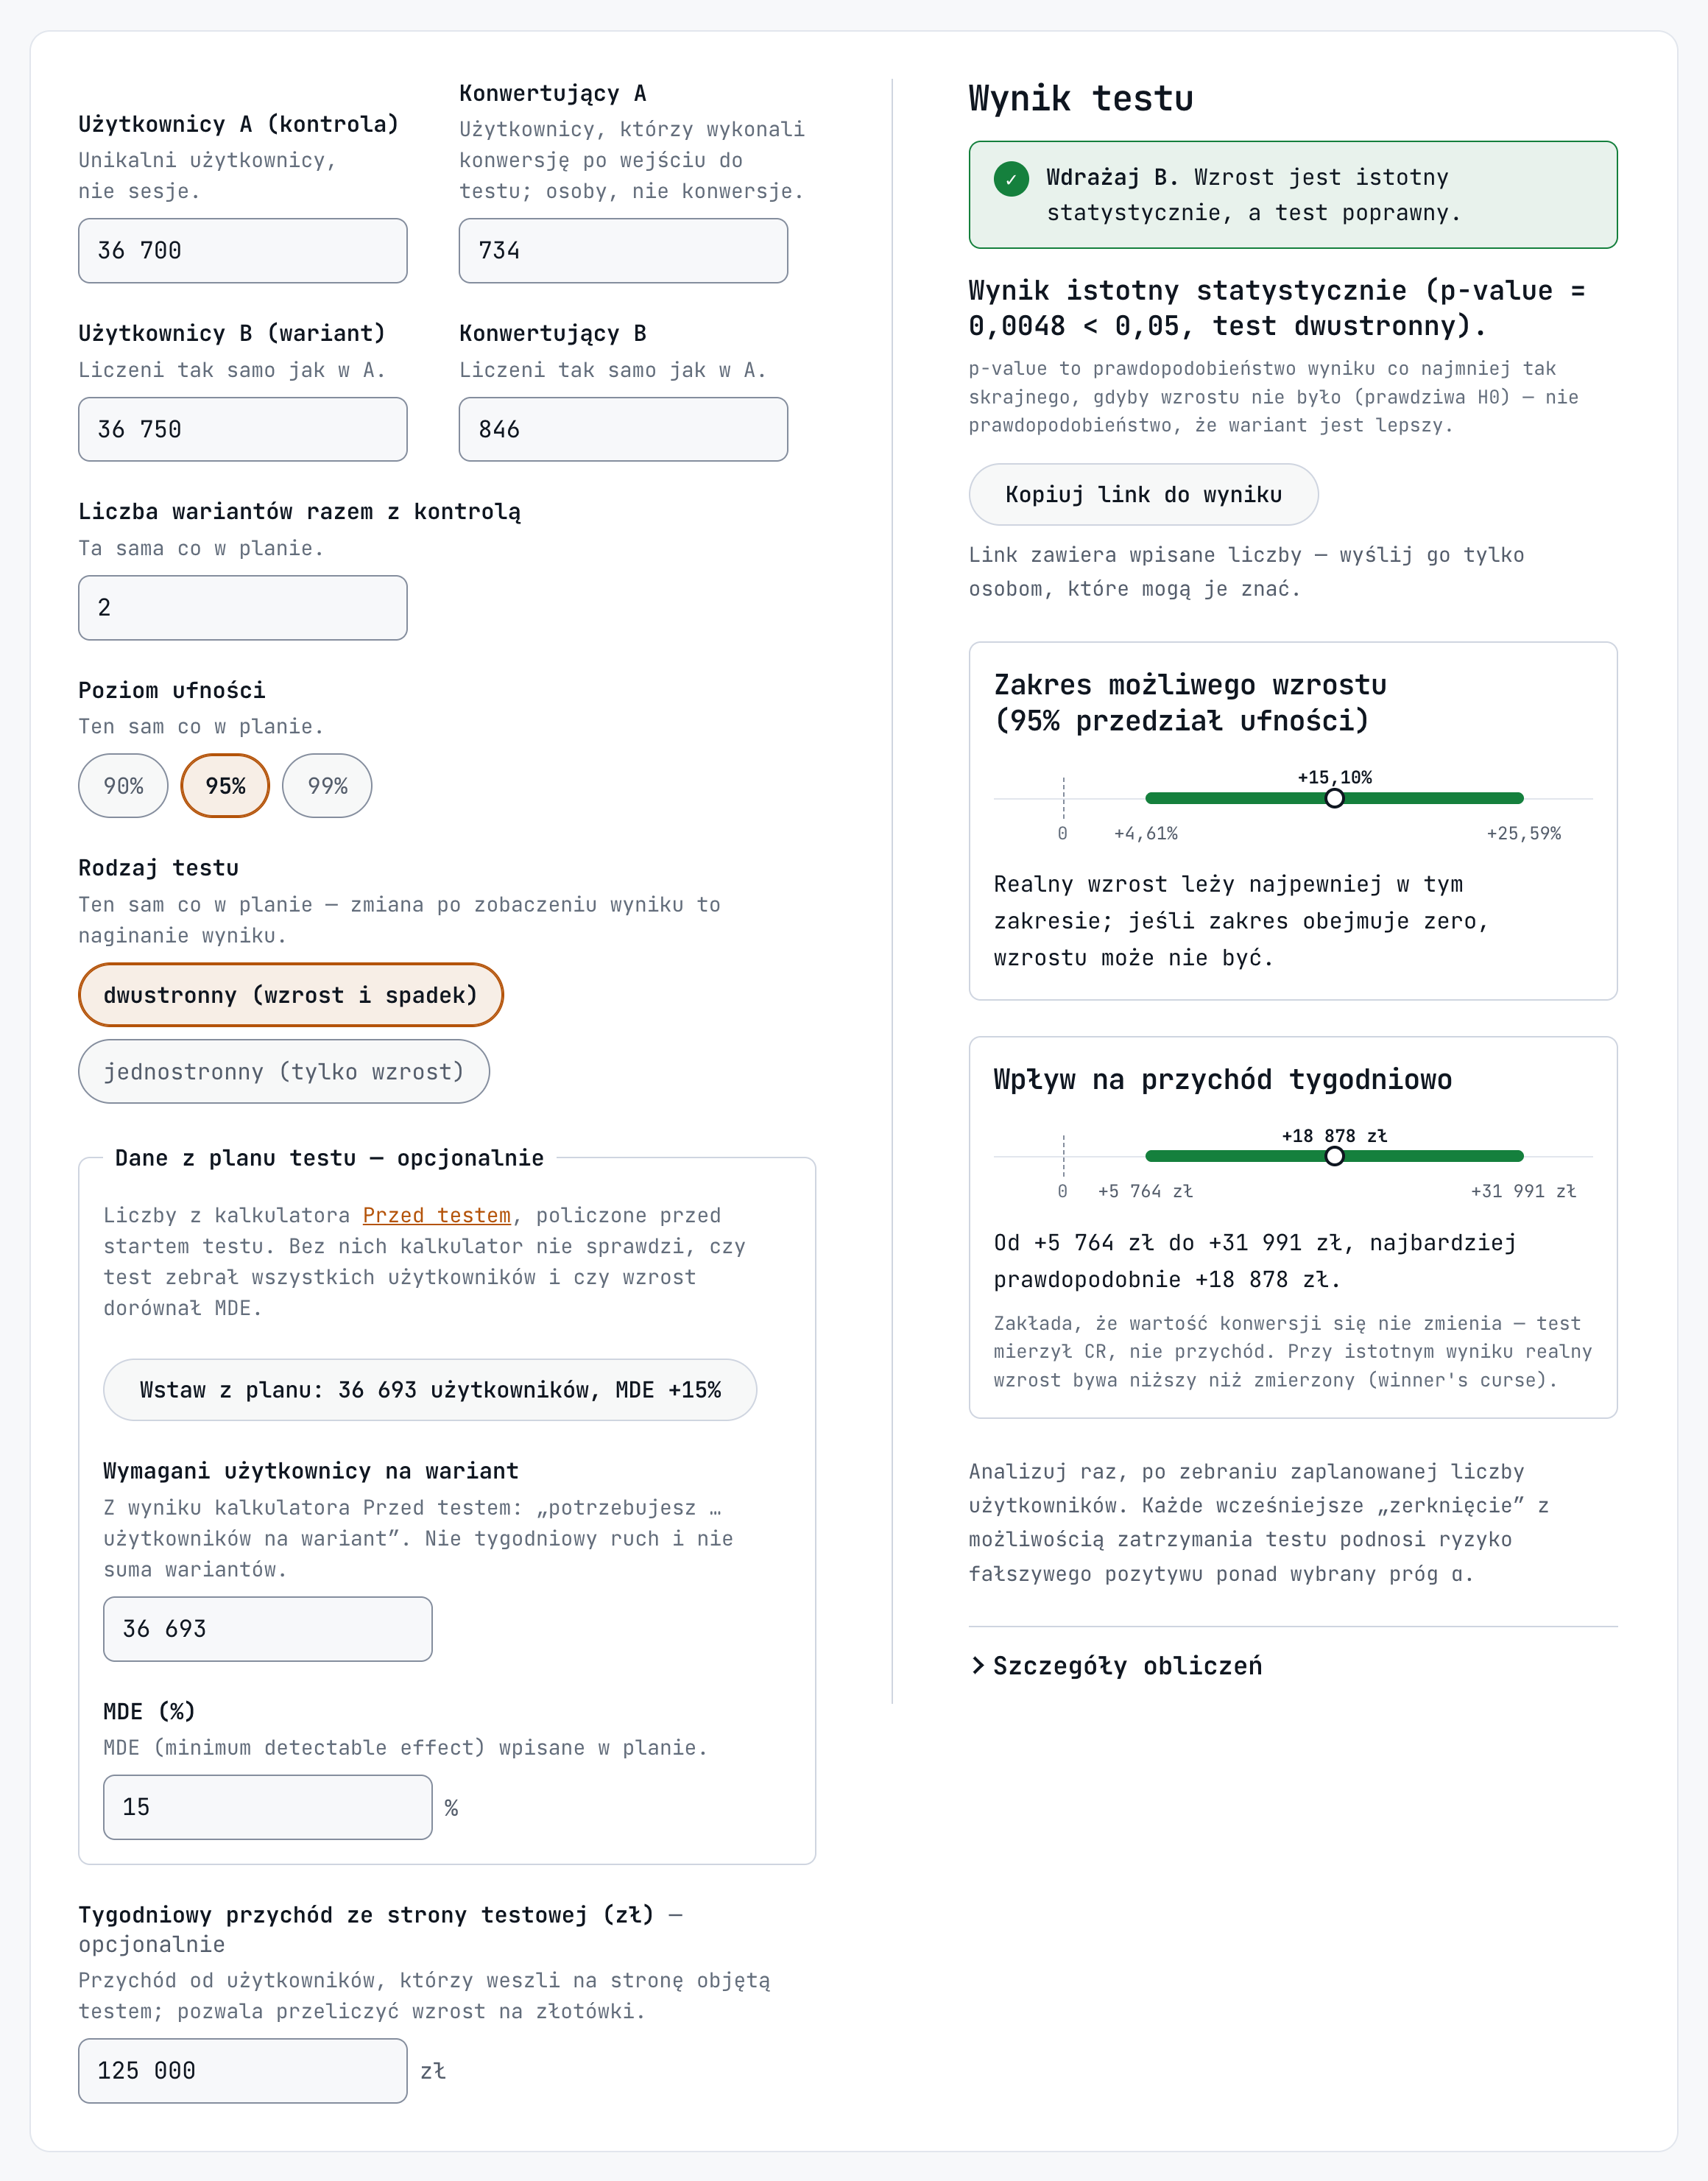 Użytkownicy A (kontrola)
Unikalni użytkownicy,
nie sesje.
36 700
Konwertujący A
Użytkownicy, którzy wykonali
konwersję po wejściu do
testu; osoby, nie konwersje.
734
Użytkownicy B (wariant)
Liczeni tak samo jak w A.
36 750
Konwertujący B
Liczeni tak samo jak w A.
846
Liczba wariantów razem z kontrolą
Ta sama co w planie.
2
Poziom ufności
Ten sam co w planie.
90% 95% 99%
Rodzaj testu
Ten sam co w planie — zmiana po zobaczeniu wyniku to
naginanie wyniku.
dwustronny (wzrost i spadek)
jednostronny (tylko wzrost)
Dane z planu testu — opcjonalnie
Liczby z kalkulatora Przed testem, policzone przed
startem testu. Bez nich kalkulator nie sprawdzi, czy
test zebrał wszystkich użytkowników i czy wzrost
dorównał MDE.
Wstaw z planu: 36 693 użytkowników, MDE +15%
Wymagani użytkownicy na wariant
Z wyniku kalkulatora Przed testem: „potrzebujesz …
użytkowników na wariant”. Nie tygodniowy ruch i nie
suma wariantów.
36 693
MDE (%)
MDE (minimum detectable effect) wpisane w planie.
15 %
Tygodniowy przychód ze strony testowej (zł) —
opcjonalnie
Przychód od użytkowników, którzy weszli na stronę objętą
testem; pozwala przeliczyć wzrost na złotówki.
125 000 zł
Wynik testu
✓ Wdrażaj B. Wzrost jest istotny
statystycznie, a test poprawny.
Wynik istotny statystycznie (p-value =
0,0048 < 0,05, test dwustronny).
p-value to prawdopodobieństwo wyniku co najmniej tak
skrajnego, gdyby wzrostu nie było (prawdziwa H0) — nie
prawdopodobieństwo, że wariant jest lepszy.
Kopiuj link do wyniku
Link zawiera wpisane liczby — wyślij go tylko
osobom, które mogą je znać.
Zakres możliwego wzrostu
(95% przedział ufności)
+15,10%
0 +4,61% +25,59%
Realny wzrost leży najpewniej w tym
zakresie; jeśli zakres obejmuje zero,
wzrostu może nie być.
Wpływ na przychód tygodniowo
+18 878 zł
0 +5 764 zł +31 991 zł
Od +5 764 zł do +31 991 zł, najbardziej
prawdopodobnie +18 878 zł.
Zakłada, że wartość konwersji się nie zmienia — test
mierzył CR, nie przychód. Przy istotnym wyniku realny
wzrost bywa niższy niż zmierzony (winner's curse).
Analizuj raz, po zebraniu zaplanowanej liczby
użytkowników. Każde wcześniejsze „zerknięcie” z
możliwością zatrzymania testu podnosi ryzyko
fałszywego pozytywu ponad wybrany próg α.
Szczegóły obliczeń